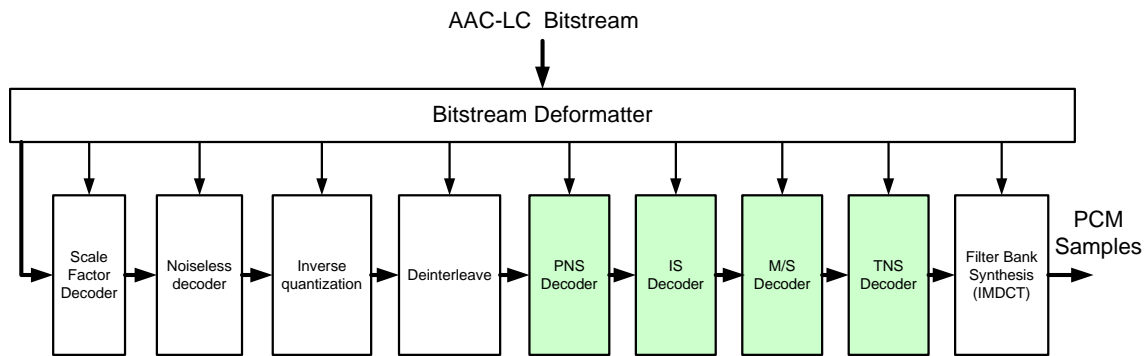 AAC-LC Bitstream
Bitstream Deformatter
Scale
Factor
Decoder
Noiseless
decoder
Inverse
quantization
Deinterleave
PNS
Decoder
IS
Decoder
M/S
Decoder
TNS
Decoder
Filter Bank
Synthesis
(IMDCT)
PCM
Samples